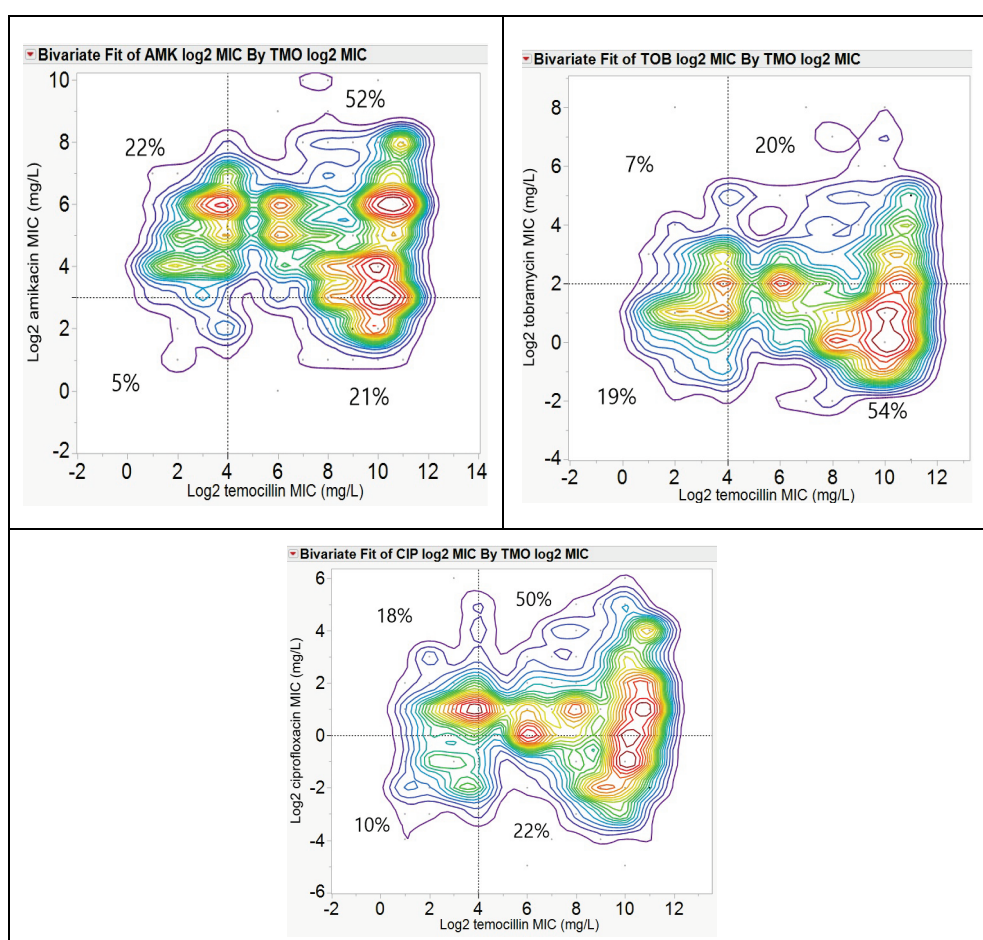 Bivariate Fit of AMK log2 MIC By TMO log2 MIC
Log2 amikacin MIC (mg/L)
10
8
6
4
2
0
-2
22%
52%
5%
21%
-2 0 2 4 6 8 10 12 14
Log2 temocillin MIC (mg/L)
Bivariate Fit of TOB log2 MIC By TMO log2 MIC
Log2 tobramycin MIC (mg/L)
8
6
4
2
0
-2
-4
7%
20%
19%
54%
-2 0 2 4 6 8 10 12
Log2 temocillin MIC (mg/L)
Bivariate Fit of CIP log2 MIC By TMO log2 MIC
Log2 ciprofloxacin MIC (mg/L)
6
4
2
0
-2
-4
-6
18%
50%
10%
22%
-2 0 2 4 6 8 10 12
Log2 temocillin MIC (mg/L)